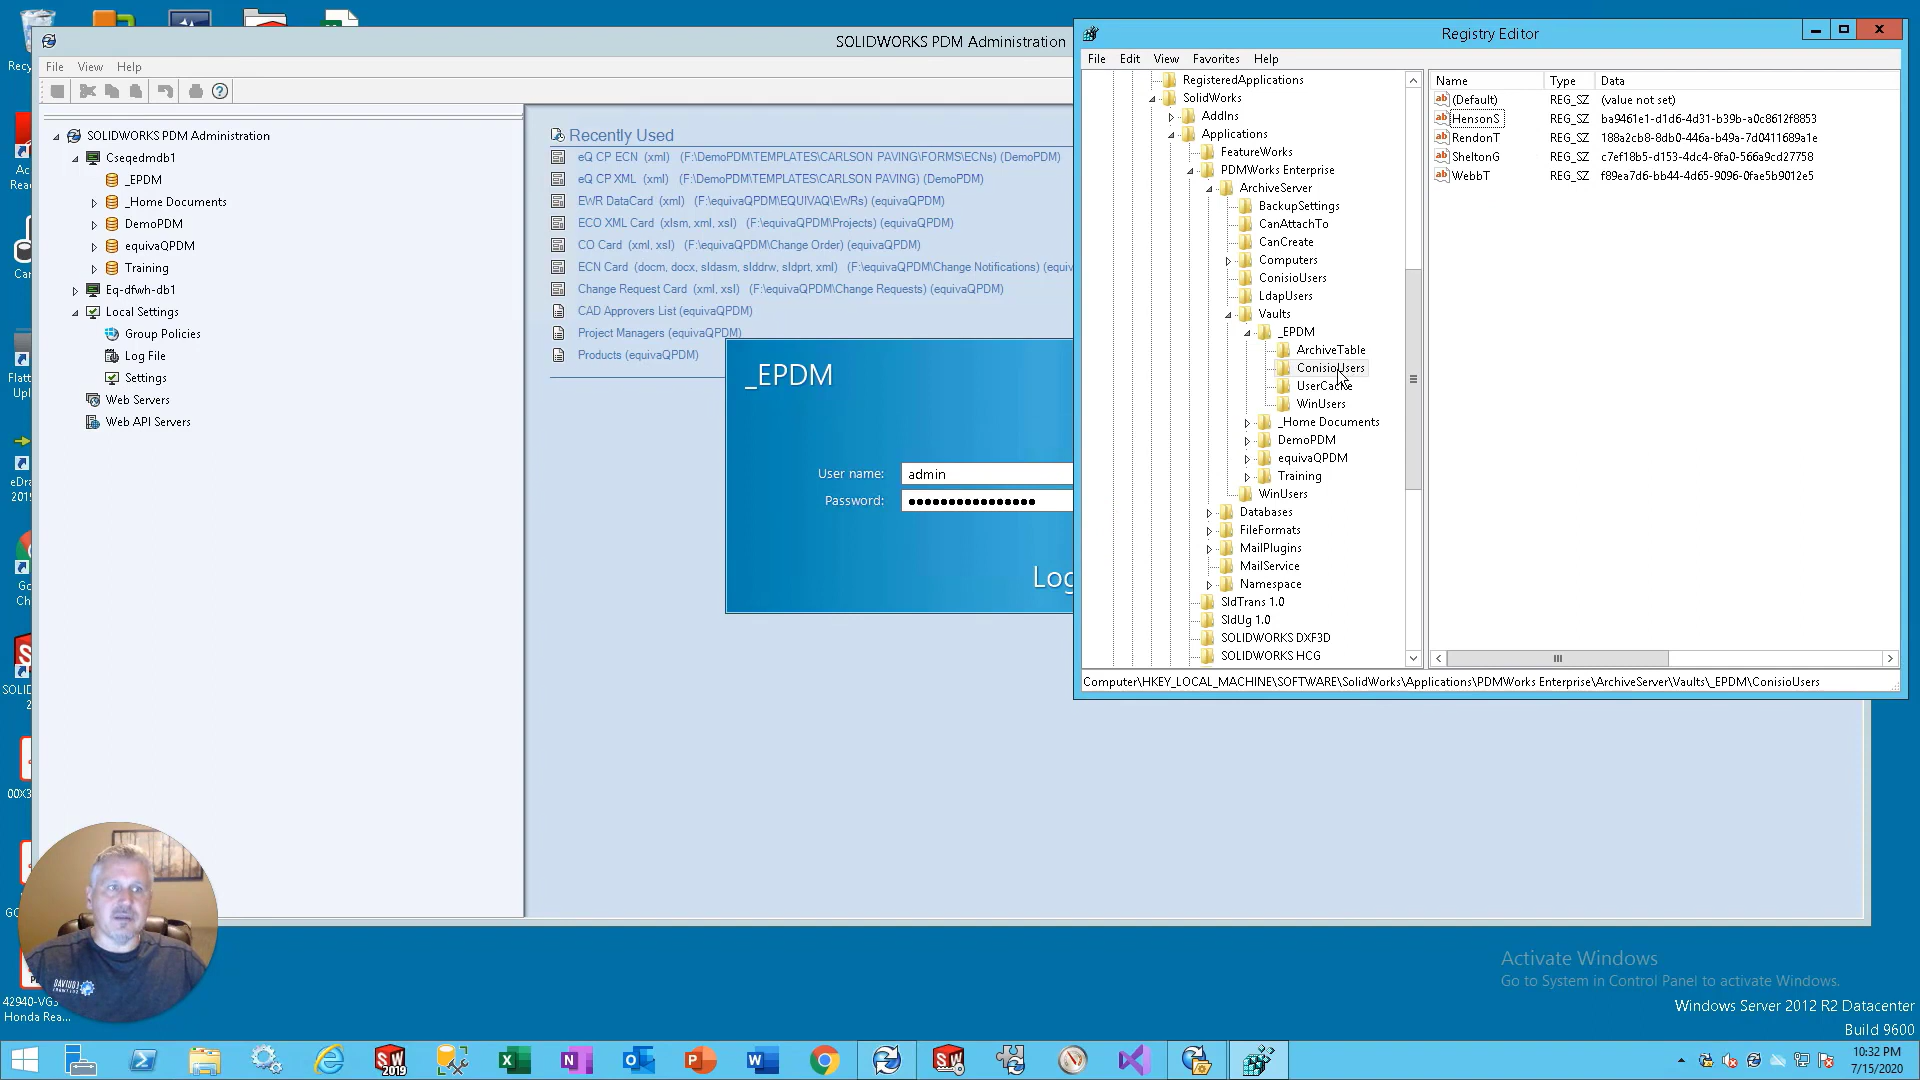 SOLIDWORKS PDM Administration
File View Help
SOLIDWORKS PDM Administration
Cseqedmdb1
_EPDM
_Home Documents
DemoPDM
equivaQPDM
Training
Eq-dfwh-db1
Local Settings
Group Policies
Log File
Settings
Web Servers
Web API Servers
Recently Used
eQ CP ECN (xml) (F:\DemoPDM\TEMPLATES\CARLSON PAVING\FORMS\ECNs) (DemoPDM)
eQ CP XML (xml) (F:\DemoPDM\TEMPLATES\CARLSON PAVING) (DemoPDM)
EWR DataCard (xml) (F:\equivaQPDM\EQUIVAQ\EWRs) (equivaQPDM)
ECO XML Card (xlsm, xml, xsl) (F:\equivaQPDM\Projects) (equivaQPDM)
CO Card (xml, xsl) (F:\equivaQPDM\Change Order) (equivaQPDM)
ECN Card (docm, docx, sldasm, slddrw, sldprt, xml) (F:\equivaQPDM\Change Notifications) (equiv
Change Request Card (xml, xsl) (F:\equivaQPDM\Change Requests) (equivaQPDM)
CAD Approvers List (equivaQPDM)
Project Managers (equivaQPDM)
Products (equivaQPDM)
_EPDM
User name: admin
Password: ●●●●●●●●●●●●●●●●
Log
Registry Editor
File Edit View Favorites Help
RegisteredApplications
SolidWorks
AddIns
Applications
FeatureWorks
PDMWorks Enterprise
ArchiveServer
BackupSettings
CanAttachTo
CanCreate
Computers
ConisioUsers
LdapUsers
Vaults
_EPDM
ArchiveTable
ConisioUsers
UserCache
WinUsers
_Home Documents
DemoPDM
equivaQPDM
Training
WinUsers
Databases
FileFormats
MailPlugins
MailService
Namespace
SldTrans 1.0
SldUg 1.0
SOLIDWORKS DXF3D
SOLIDWORKS HCG
Name Type Data
(Default) REG_SZ (value not set)
HensonS REG_SZ ba9461e1-d1d6-4d31-b39b-a0c8612f8853
RendonT REG_SZ 188a2cb8-8db0-446a-b49a-7d0411689a1e
SheltonG REG_SZ c7ef18b5-d153-4dc4-8fa0-566a9cd27758
WebbT REG_SZ f89ea7d6-bb44-4d65-9096-0fae5b9012e5
Computer\HKEY_LOCAL_MACHINE\SOFTWARE\SolidWorks\Applications\PDMWorks Enterprise\ArchiveServer\Vaults\_EPDM\ConisioUsers
42940-VG3
Honda Rea...
Activate Windows
Go to System in Control Panel to activate Windows.
Windows Server 2012 R2 Datacenter
Build 9600
10:32 PM
7/15/2020